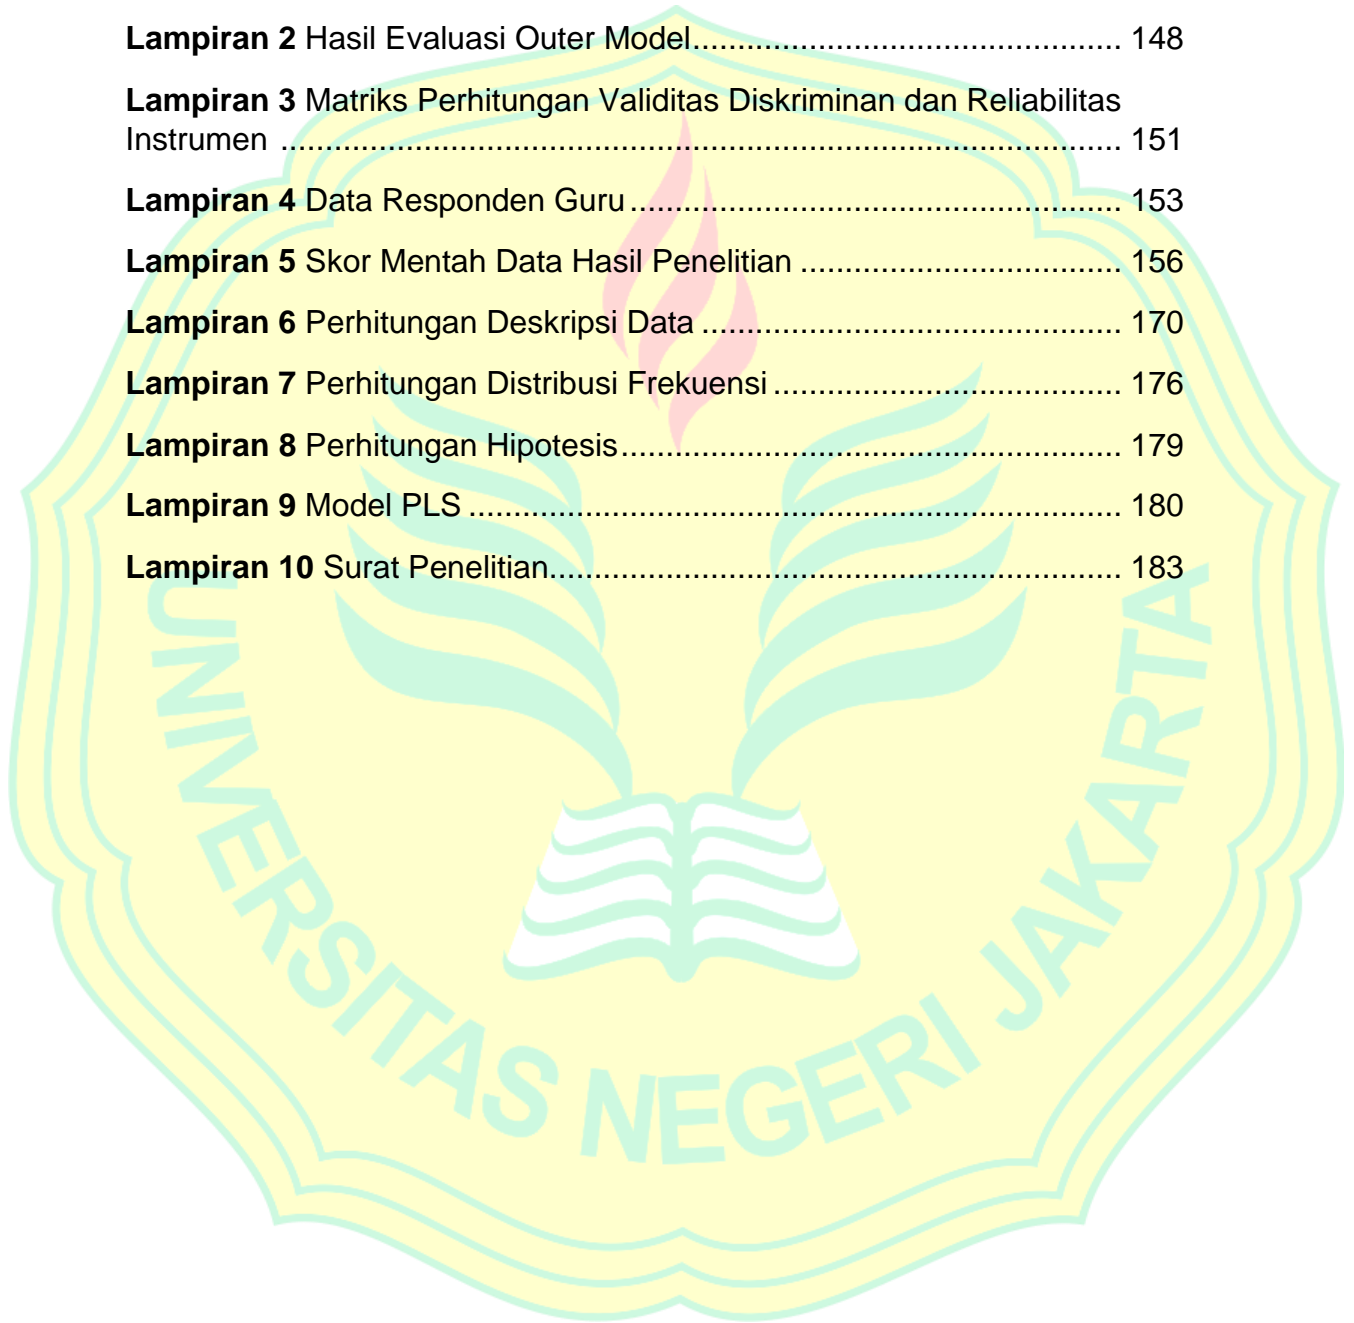 Lampiran 2 Hasil Evaluasi Outer Model................................................ 148
Lampiran 3 Matriks Perhitungan Validitas Diskriminan dan Reliabilitas
Instrumen .............................................................................................. 151
Lampiran 4 Data Responden Guru....................................................... 153
Lampiran 5 Skor Mentah Data Hasil Penelitian .................................... 156
Lampiran 6 Perhitungan Deskripsi Data ............................................... 170
Lampiran 7 Perhitungan Distribusi Frekuensi....................................... 176
Lampiran 8 Perhitungan Hipotesis........................................................ 179
Lampiran 9 Model PLS ......................................................................... 180
Lampiran 10 Surat Penelitian................................................................ 183
UNIVERSITAS NEGERI JAKARTA